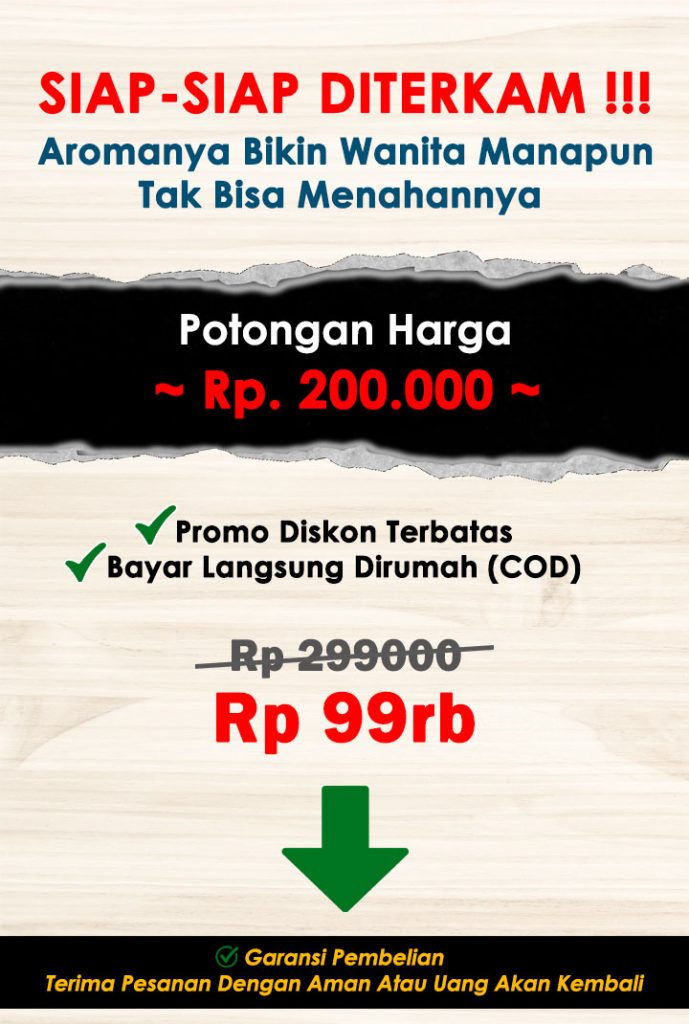 SIAP-SIAP DITERKAM !!!
Aromanya Bikin Wanita Manapun
Tak Bisa Menahannya
Potongan Harga
~ Rp. 200.000 ~
Promo Diskon Terbatas
Bayar Langsung Dirumah (COD)
Rp 299000
Rp 99rb
Garansi Pembelian
Terima Pesanan Dengan Aman Atau Uang Akan Kembali